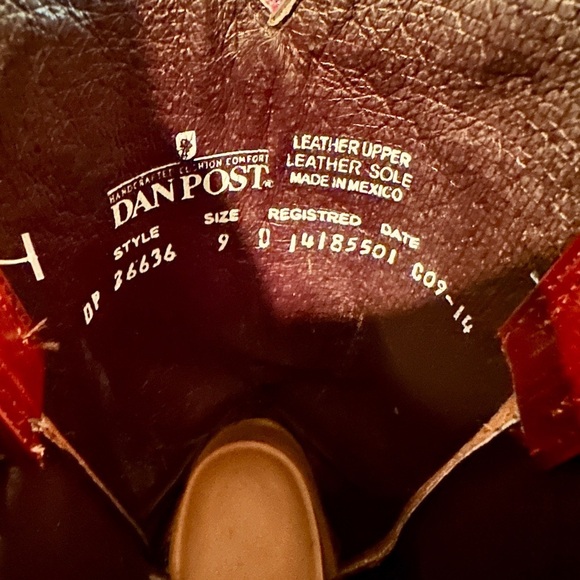 HANDCRAFTED CUSHION COMFORT
DAN POST
LEATHER UPPER
LEATHER SOLE
MADE IN MEXICO
STYLE SIZE REGISTRED DATE
DP 26636 9 D 14185501 C09-14